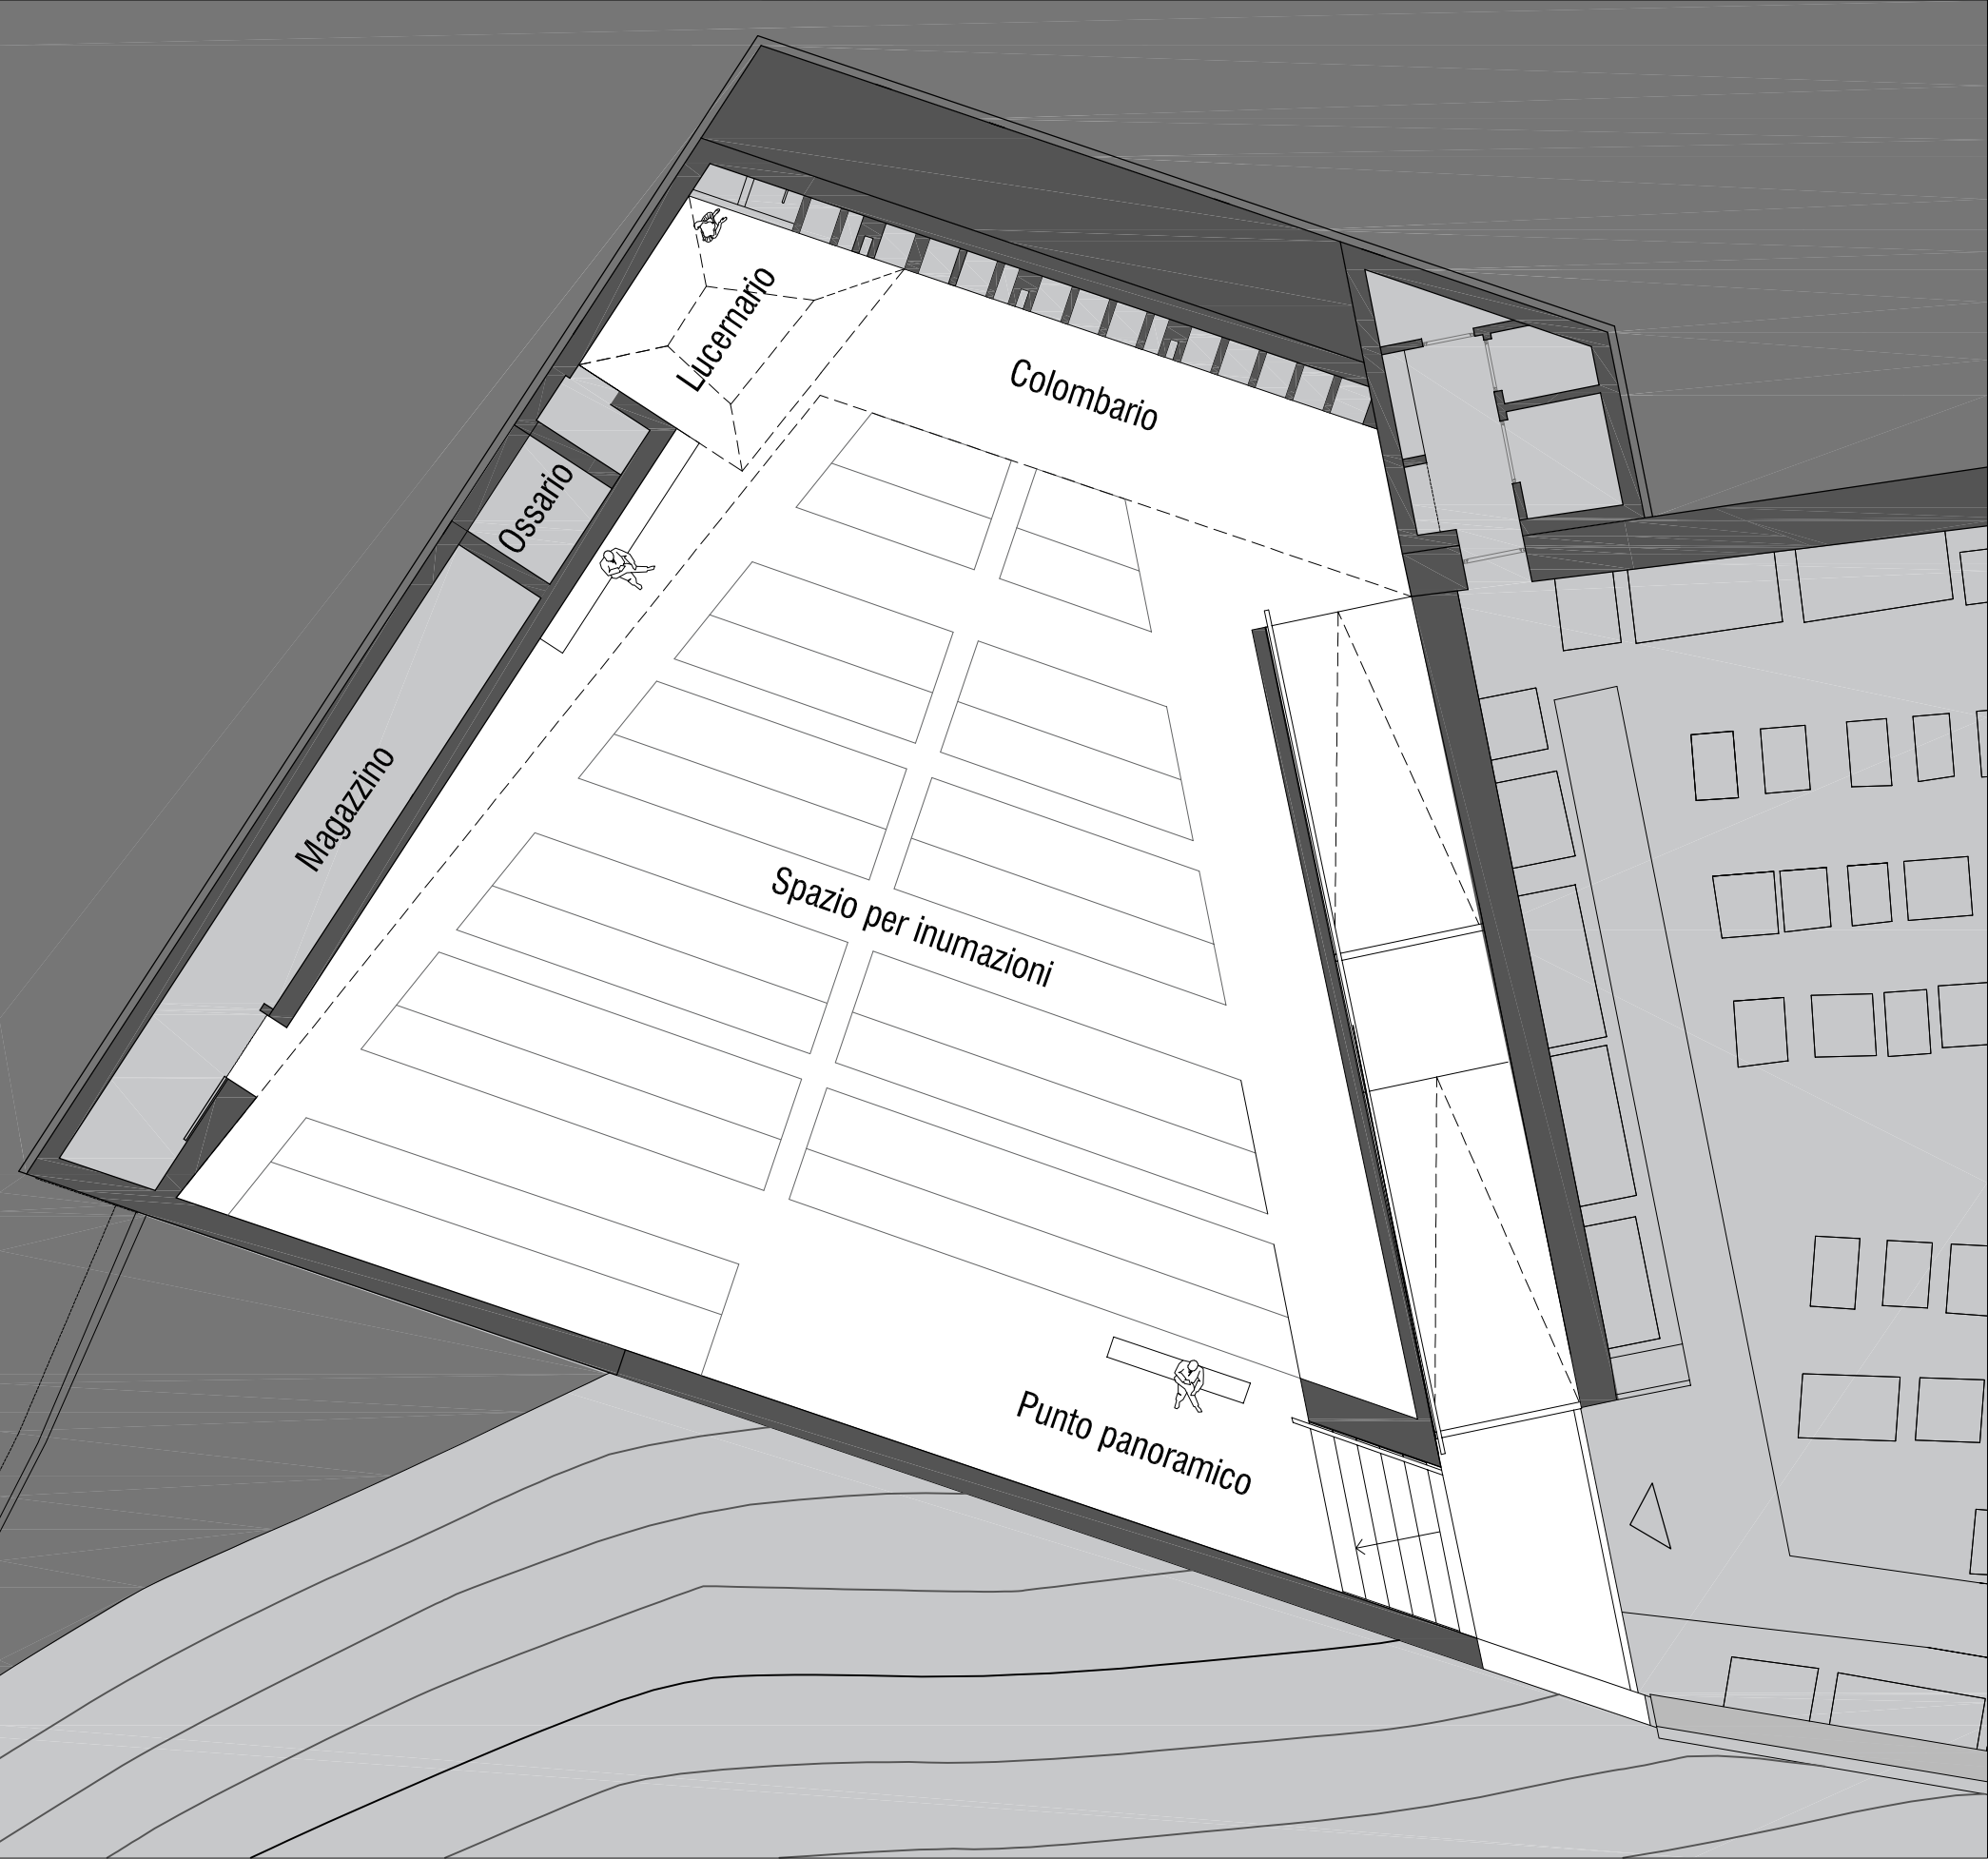 Lucernario
Colombario
Ossario
Magazzino
Spazio per inumazioni
Punto panoramico